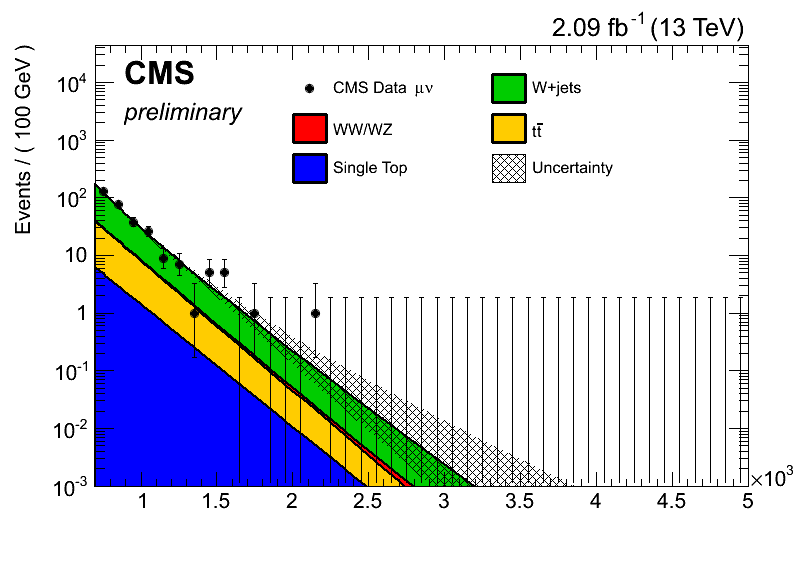 2.09 fb⁻¹ (13 TeV)
Events / ( 100 GeV )
CMS
preliminary
CMS Data μν
W+jets
WW/WZ
tt̄
Single Top
Uncertainty
10⁴
10³
10²
10
1
10⁻¹
10⁻²
10⁻³
1 1.5 2 2.5 3 3.5 4 4.5 5
×10³